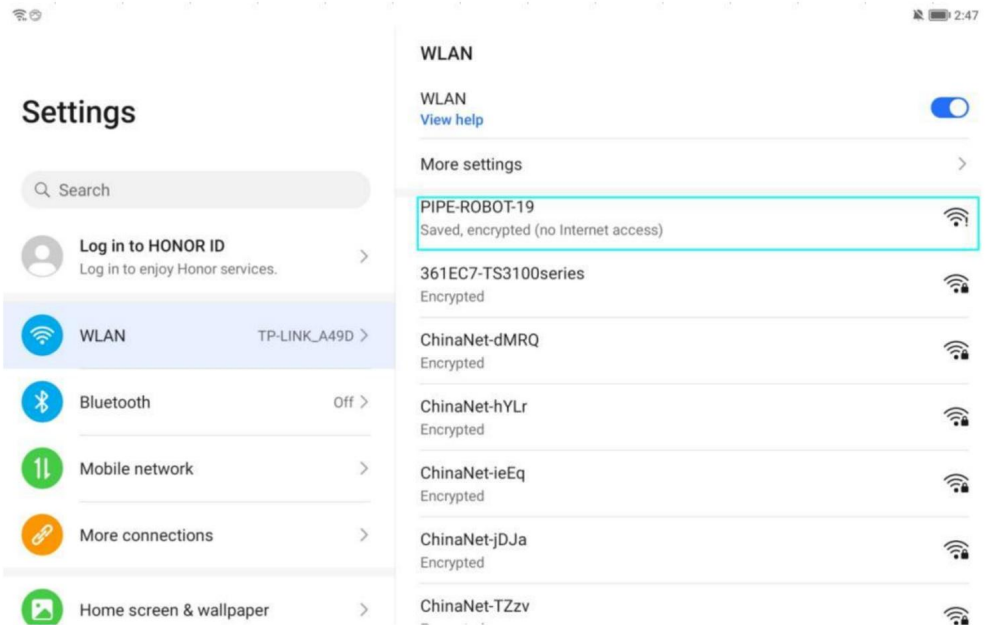 2:47
Settings
Search
Log in to HONOR ID
Log in to enjoy Honor services.
WLAN TP-LINK_A49D
Bluetooth Off
Mobile network
More connections
Home screen & wallpaper
WLAN
WLAN
View help
More settings
PIPE-ROBOT-19
Saved, encrypted (no Internet access)
361EC7-TS3100series
Encrypted
ChinaNet-dMRQ
Encrypted
ChinaNet-hYLr
Encrypted
ChinaNet-ieEq
Encrypted
ChinaNet-jDJa
Encrypted
ChinaNet-TZzv